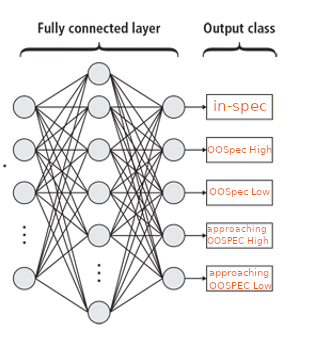 Fully connected layer
Output class
in-spec
OOSpec High
OOSpec Low
approaching
OOSPEC High
approaching
OOSPEC Low